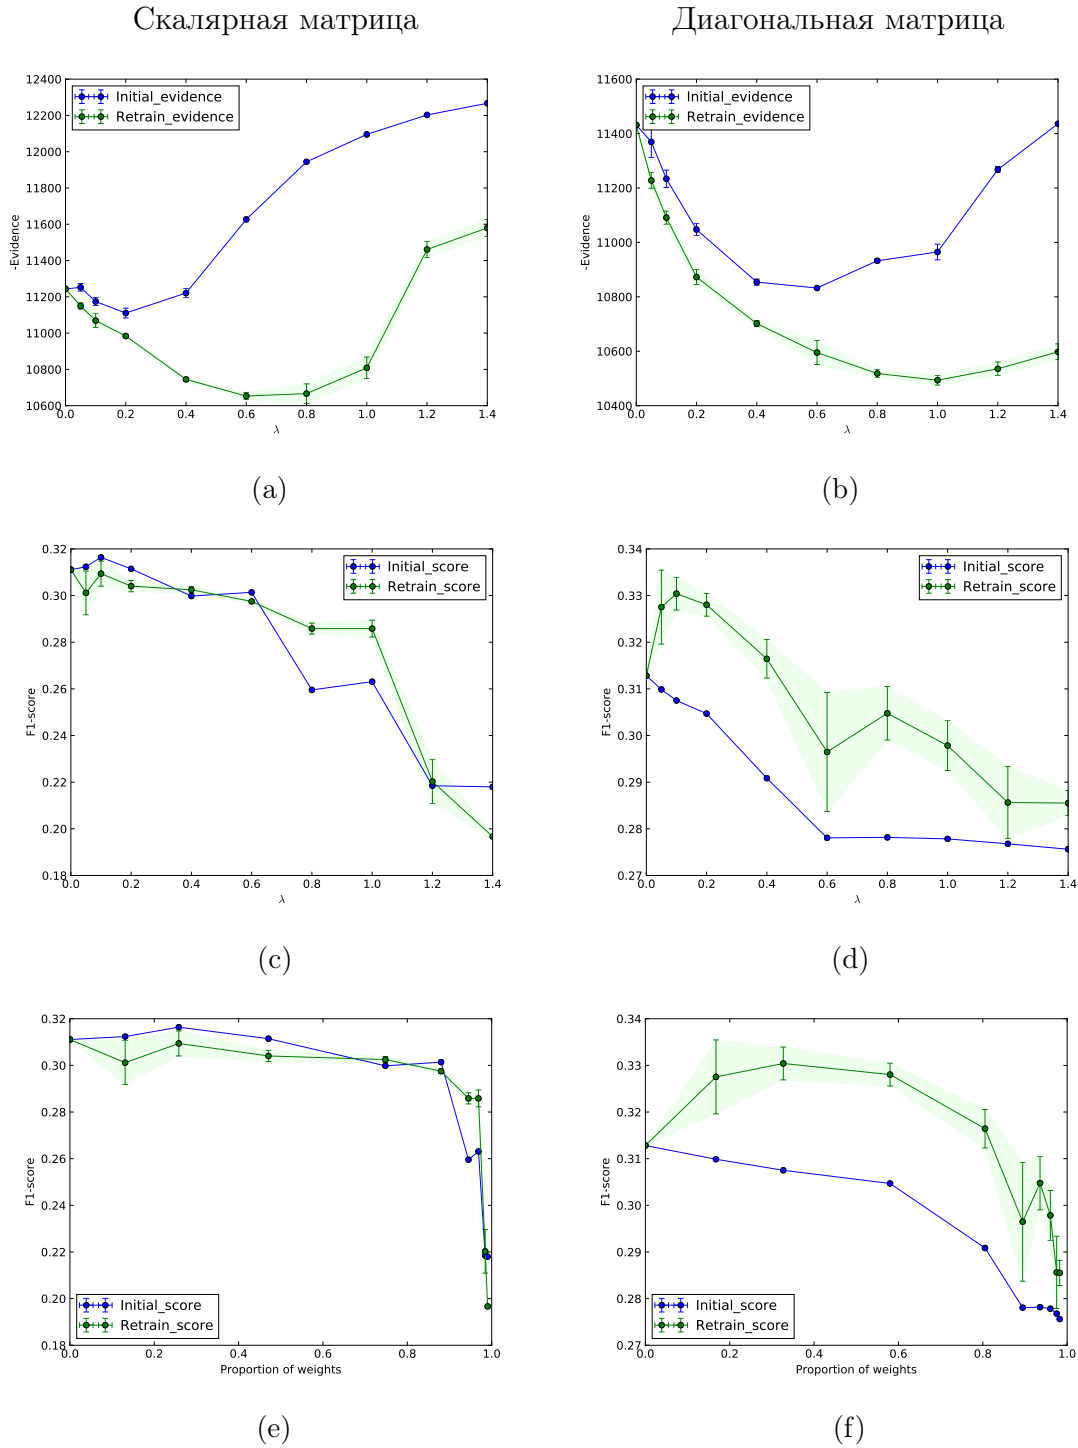 Скалярная матрица
Диагональная матрица
12400
12200
12000
11800
11600
11400
11200
11000
10800
10600
-Evidence
Initial_evidence
Retrain_evidence
0.0 0.2 0.4 0.6 0.8 1.0 1.2 1.4
λ
(a)
11600
11400
11200
11000
10800
10600
10400
-Evidence
Initial_evidence
Retrain_evidence
0.0 0.2 0.4 0.6 0.8 1.0 1.2 1.4
λ
(b)
0.32
0.30
0.28
0.26
0.24
0.22
0.20
0.18
F1-score
Initial_score
Retrain_score
0.0 0.2 0.4 0.6 0.8 1.0 1.2 1.4
λ
(c)
0.34
0.33
0.32
0.31
0.30
0.29
0.28
0.27
F1-score
Initial_score
Retrain_score
0.0 0.2 0.4 0.6 0.8 1.0 1.2 1.4
λ
(d)
0.32
0.30
0.28
0.26
0.24
0.22
0.20
0.18
F1-score
Initial_score
Retrain_score
0.0 0.2 0.4 0.6 0.8 1.0
Proportion of weights
(e)
0.34
0.33
0.32
0.31
0.30
0.29
0.28
0.27
F1-score
Initial_score
Retrain_score
0.0 0.2 0.4 0.6 0.8 1.0
Proportion of weights
(f)